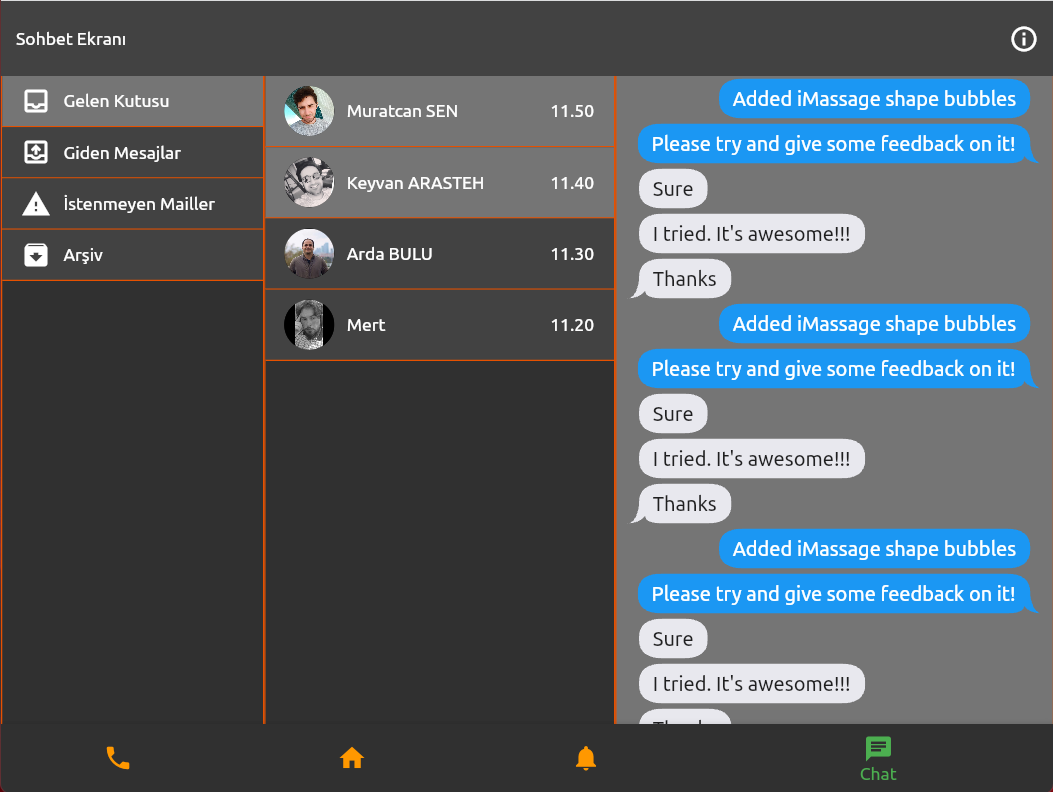 Sohbet Ekranı
Gelen Kutusu
Giden Mesajlar
İstenmeyen Mailler
Arşiv
Muratcan SEN 11.50
Keyvan ARASTEH 11.40
Arda BULU 11.30
Mert 11.20
Added iMassage shape bubbles
Please try and give some feedback on it!
Sure
I tried. It's awesome!!!
Thanks
Added iMassage shape bubbles
Please try and give some feedback on it!
Sure
I tried. It's awesome!!!
Thanks
Added iMassage shape bubbles
Please try and give some feedback on it!
Sure
I tried. It's awesome!!!
Chat